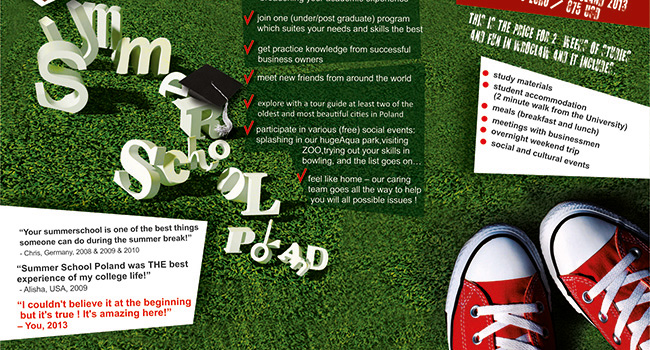 Summer
School
Poland
join one (under/post graduate) program
which suites your needs and skills the best
get practice knowledge from successful
business owners
meet new friends from around the world
explore with a tour guide at least two of the
oldest and most beautiful cities in Poland
participate in various (free) social events:
splashing in our hugeAqua park,visiting
ZOO,trying out your skills in
bowling, and the list goes on…
feel like home – our caring
team goes all the way to help
you will all possible issues !
2013
/ 675 USD
THIS IS THE PRICE FOR 2 WEEKS OF STUDIES
AND FUN IN WROCLAW AND IT INCLUDES
study materials
student accommodation
(2 minute walk from the University)
meals (breakfast and lunch)
meetings with businessmen
overnight weekend trip
social and cultural events
“Your summerschool is one of the best things
someone can do during the summer break!”
- Chris, Germany, 2008 & 2009 & 2010
“Summer School Poland was THE best
experience of my college life!”
- Alisha, USA, 2009
“I couldn't believe it at the beginning
but it's true ! It's amazing here!”
– You, 2013